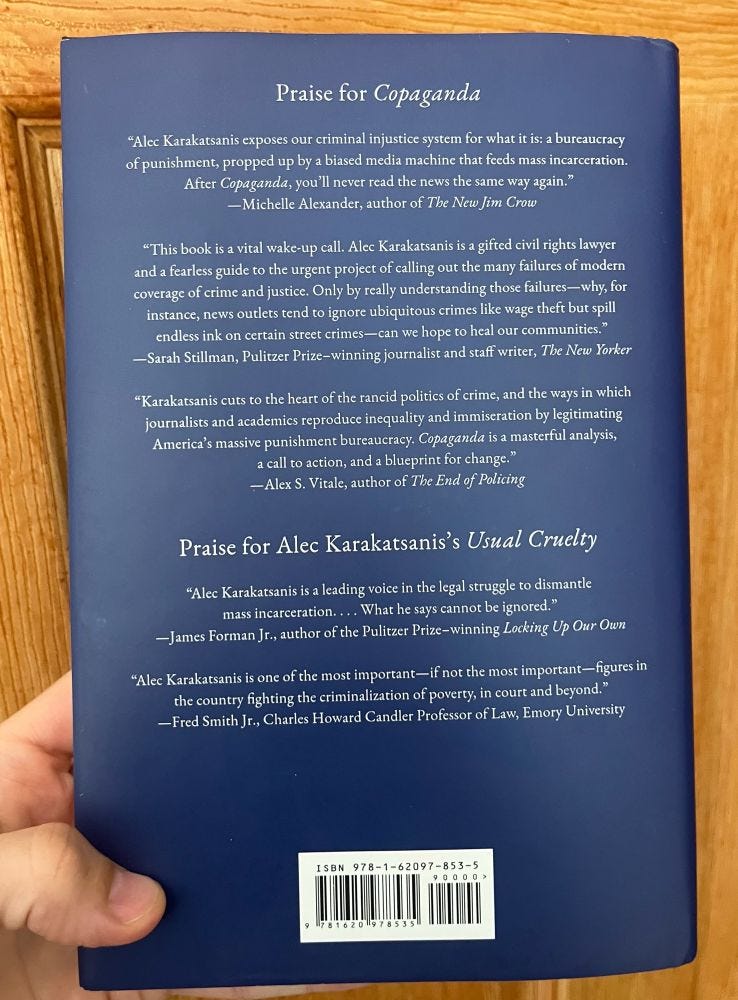 Praise for Copaganda
“Alec Karakatsanis exposes our criminal injustice system for what it is: a bureaucracy
of punishment, propped up by a biased media machine that feeds mass incarceration.
After Copaganda, you’ll never read the news the same way again.”
—Michelle Alexander, author of The New Jim Crow
“This book is a vital wake-up call. Alec Karakatsanis is a gifted civil rights lawyer
and a fearless guide to the urgent project of calling out the many failures of modern
coverage of crime and justice. Only by really understanding those failures—why, for
instance, news outlets tend to ignore ubiquitous crimes like wage theft but spill
endless ink on certain street crimes—can we hope to heal our communities.”
—Sarah Stillman, Pulitzer Prize–winning journalist and staff writer, The New Yorker
“Karakatsanis cuts to the heart of the rancid politics of crime, and the ways in which
journalists and academics reproduce inequality and immiseration by legitimating
America’s massive punishment bureaucracy. Copaganda is a masterful analysis,
a call to action, and a blueprint for change.”
—Alex S. Vitale, author of The End of Policing
Praise for Alec Karakatsanis’s Usual Cruelty
“Alec Karakatsanis is a leading voice in the legal struggle to dismantle
mass incarceration. . . . What he says cannot be ignored.”
—James Forman Jr., author of the Pulitzer Prize–winning Locking Up Our Own
“Alec Karakatsanis is one of the most important—if not the most important—figures in
the country fighting the criminalization of poverty, in court and beyond.”
—Fred Smith Jr., Charles Howard Candler Professor of Law, Emory University
ISBN 978-1-62097-853-5
90000>
9 781620 978535